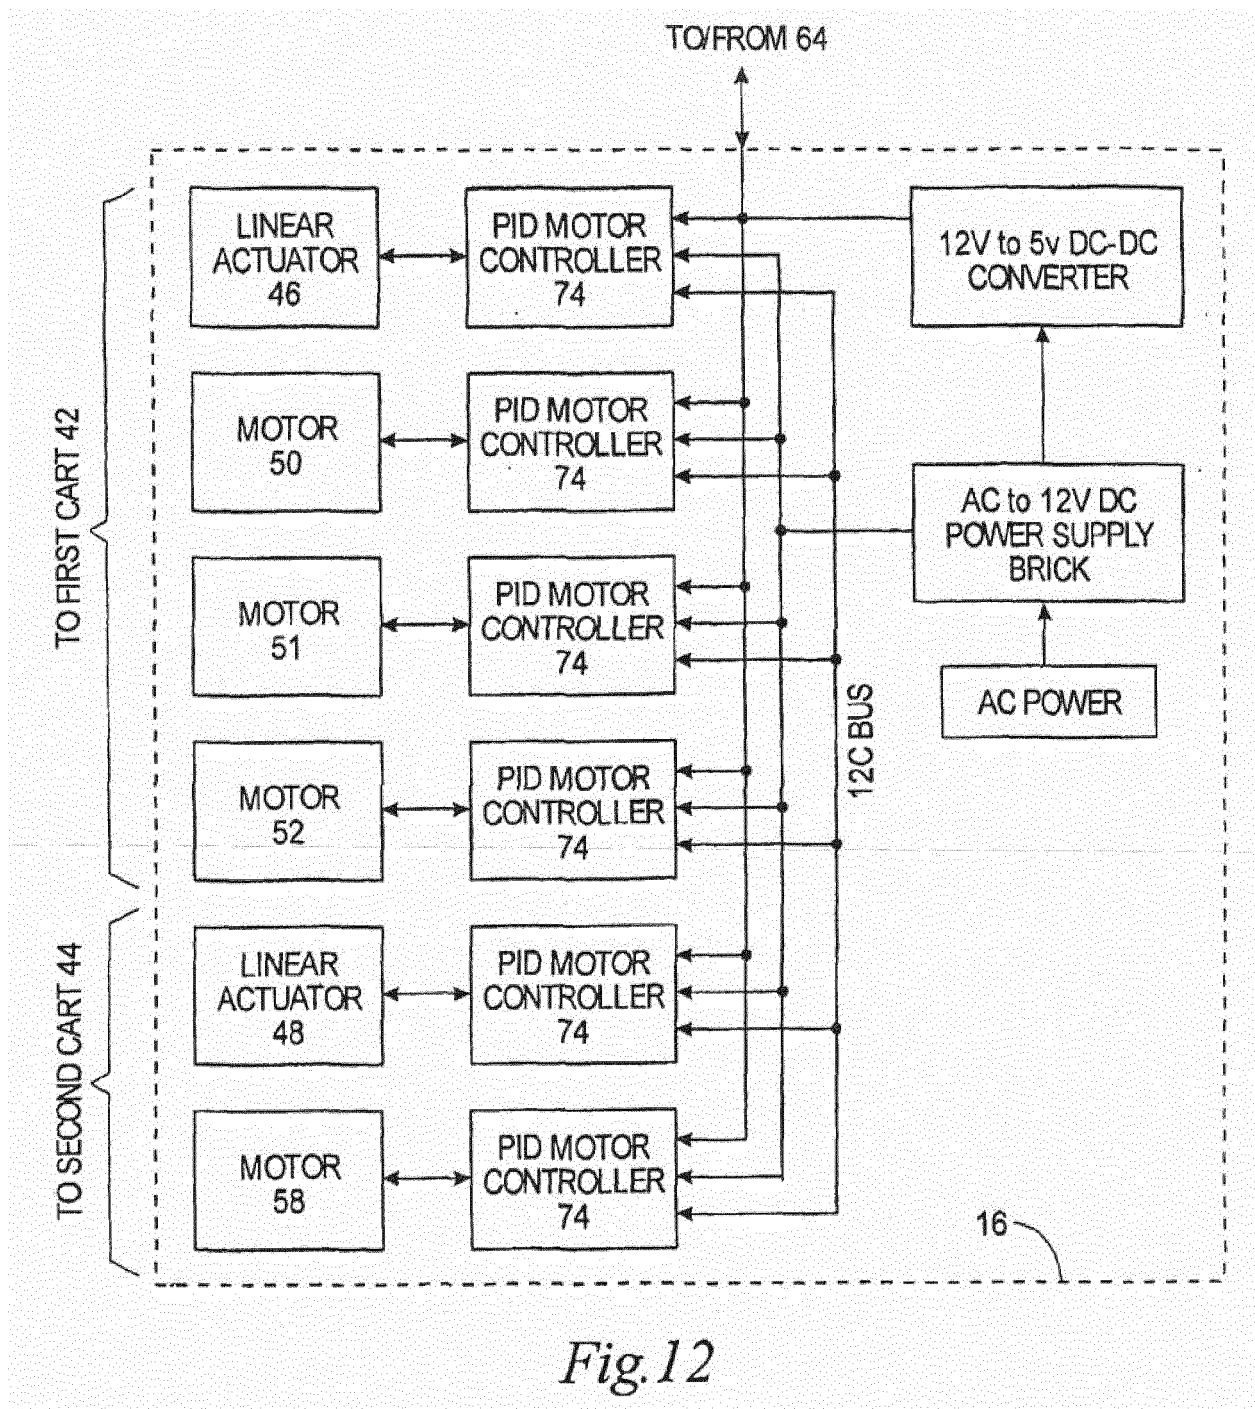 TO/FROM 64
LINEAR
ACTUATOR
46
PID MOTOR
CONTROLLER
74
12V to 5v DC-DC
CONVERTER
MOTOR
50
PID MOTOR
CONTROLLER
74
AC to 12V DC
POWER SUPPLY
BRICK
TO FIRST CART 42
MOTOR
51
PID MOTOR
CONTROLLER
74
AC POWER
12C BUS
MOTOR
52
PID MOTOR
CONTROLLER
74
LINEAR
ACTUATOR
48
PID MOTOR
CONTROLLER
74
TO SECOND CART 44
MOTOR
58
PID MOTOR
CONTROLLER
74
16
Fig.12